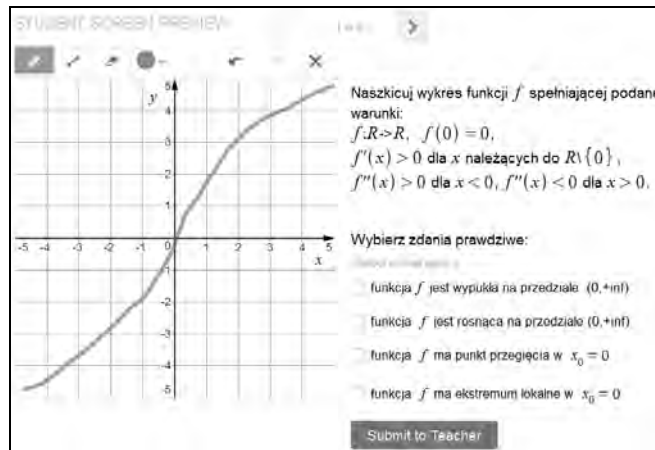 STUDENT SCREEN PREVIEW
Naszkicuj wykres funkcji f spełniającej podane
warunki:
f:R->R, f(0)=0,
f'(x)>0 dla x należących do R\{0},
f''(x)>0 dla x<0, f''(x)<0 dla x>0.
y
5
4
3
2
1
-5 -4 -3 -2 -1 0 1 2 3 4 5
x
-1
-2
-3
-4
-5
Wybierz zdania prawdziwe:
funkcja f jest wypukła na przedziale (0,+inf)
funkcja f jest rosnąca na przedziale (0,+inf)
funkcja f ma punkt przegięcia w x₀ = 0
funkcja f ma ekstremum lokalne w x₀ = 0
Submit to Teacher